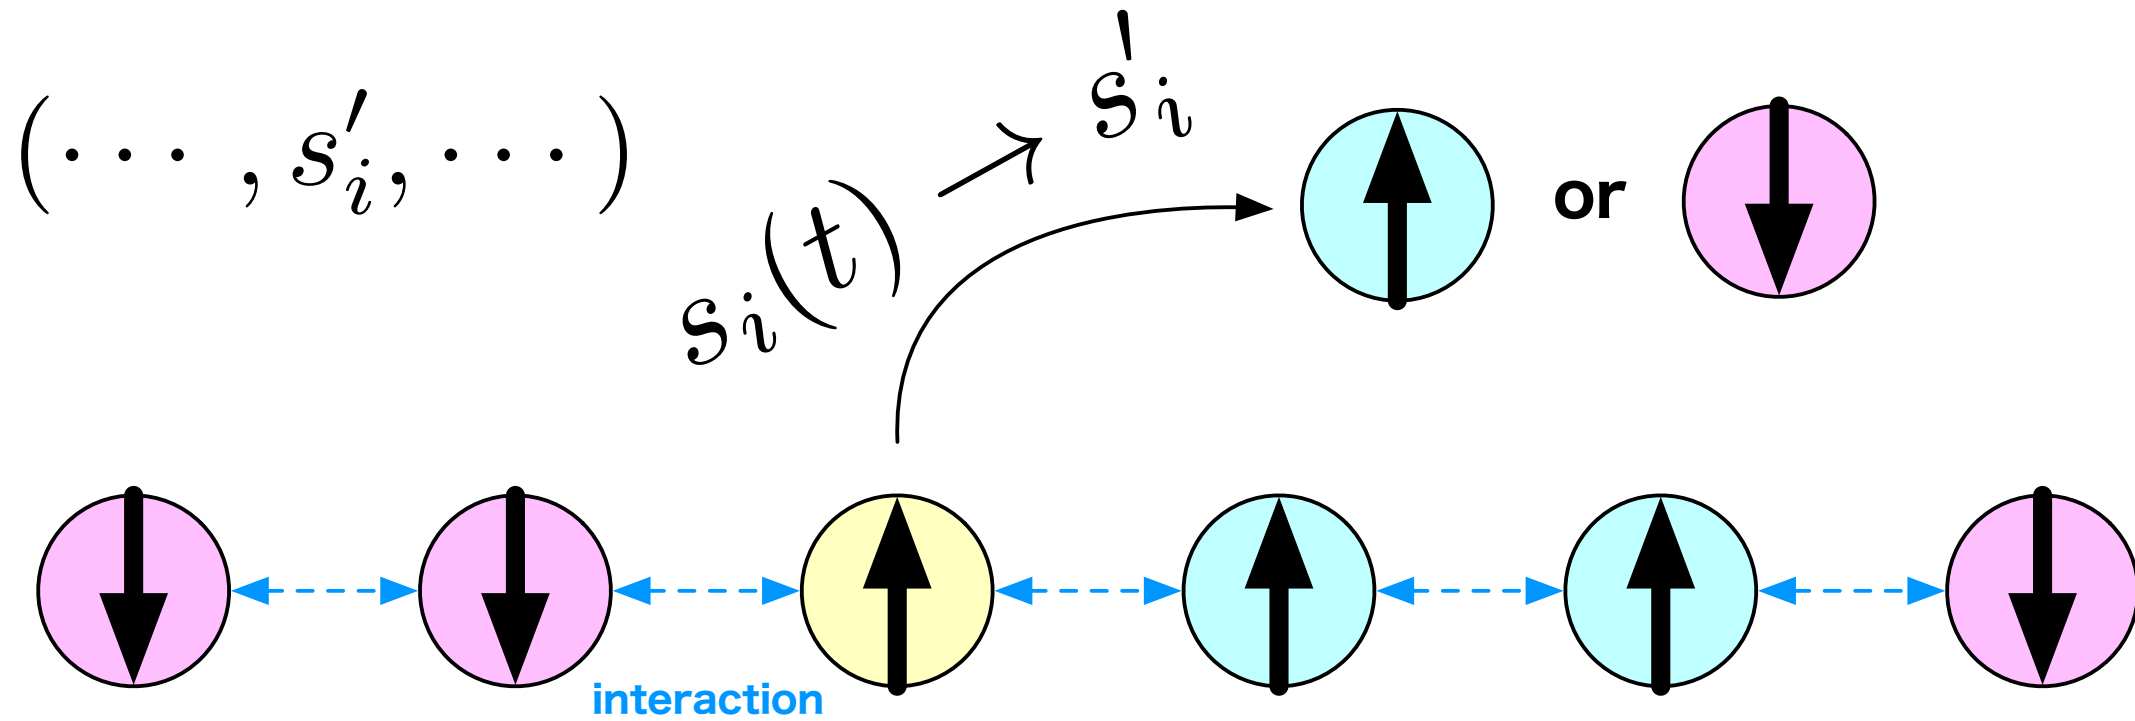 (⋯ , s′ᵢ, ⋯)
sᵢ(t) → s′ᵢ
or
interaction